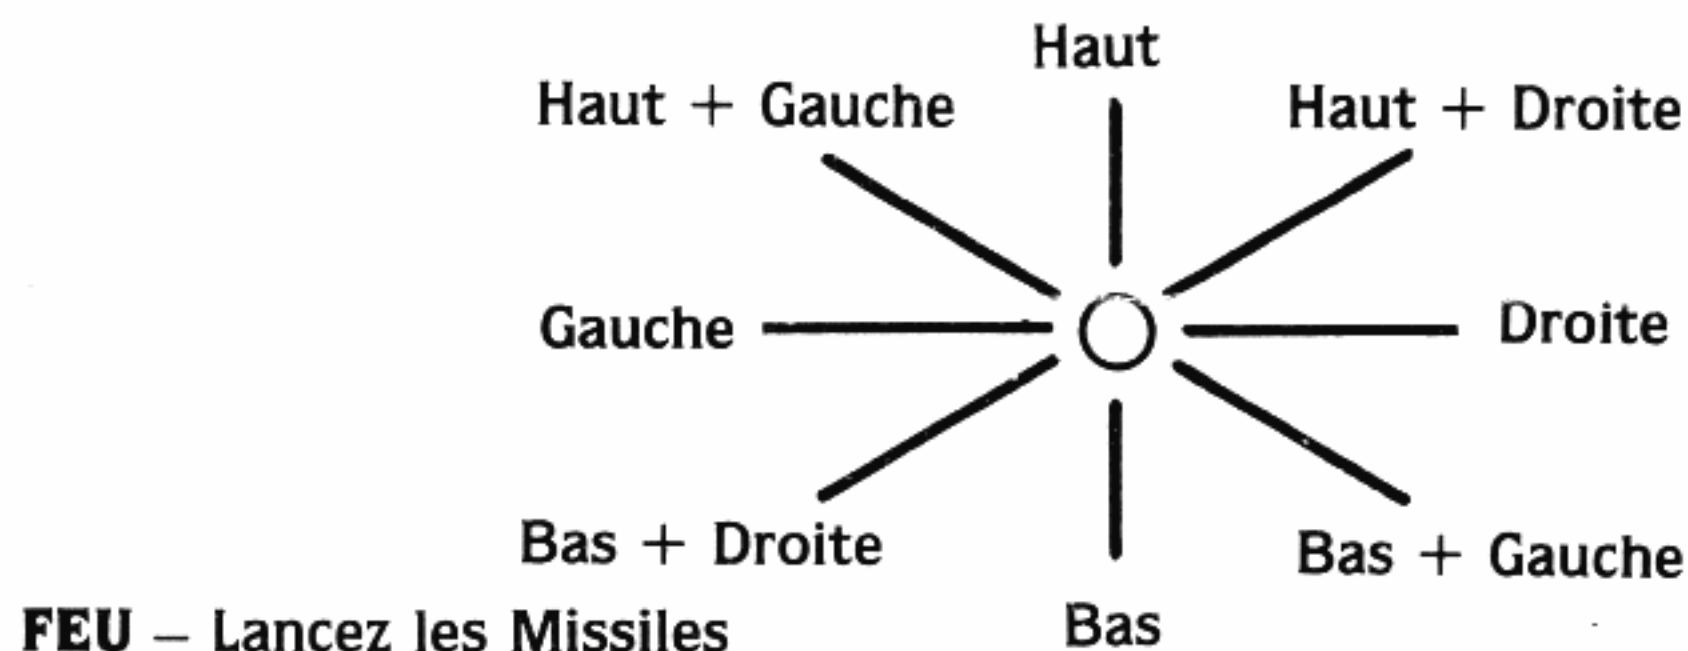 Haut
Haut + Gauche
Haut + Droite
Gauche
Droite
Bas + Droite
Bas + Gauche
Bas
FEU – Lancez les Missiles